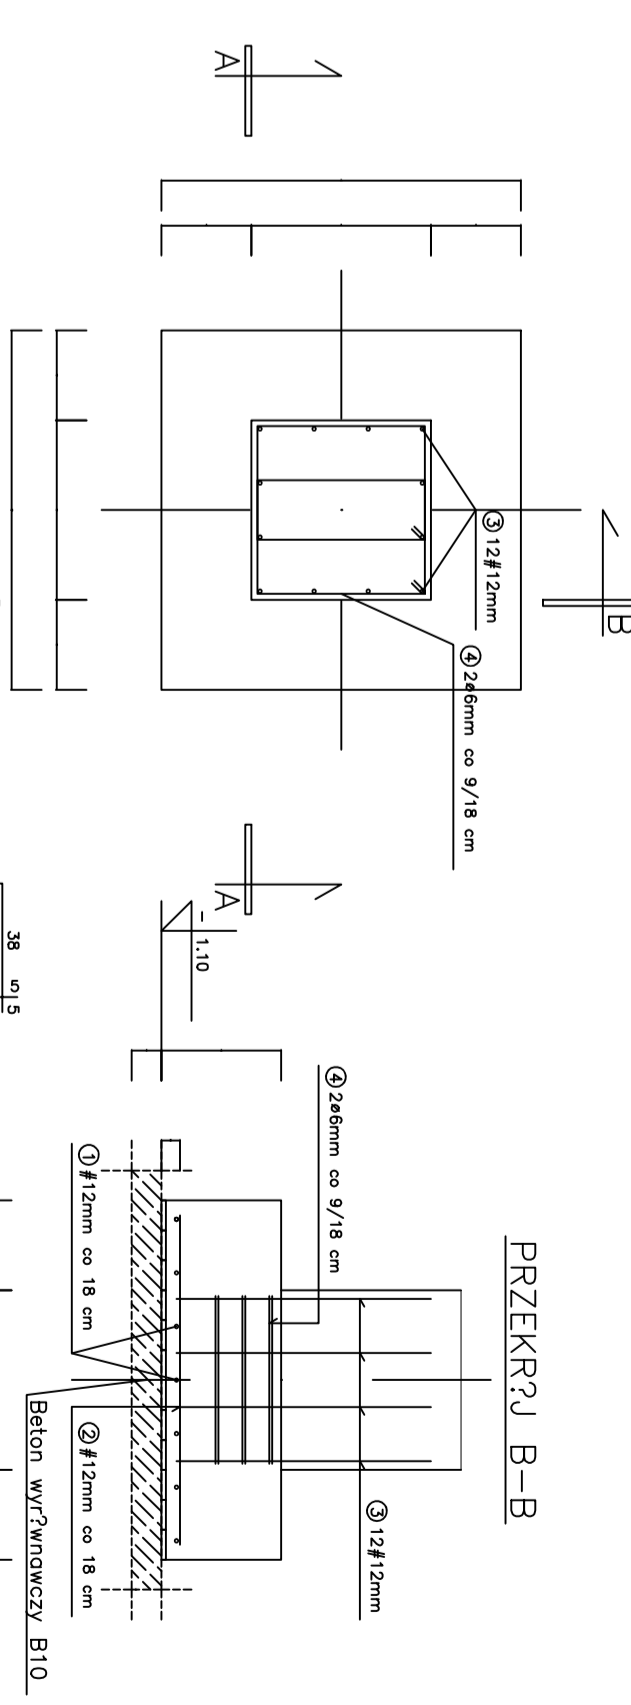 A
B
③ 12#12mm
④ 2ø6mm co 9/18 cm
A
- 1.10
38 5 5
PRZEKR?J B-B
④ 2ø6mm co 9/18 cm
③ 12#12mm
① #12mm co 18 cm
② #12mm co 18 cm
Beton wyr?wnawczy B10